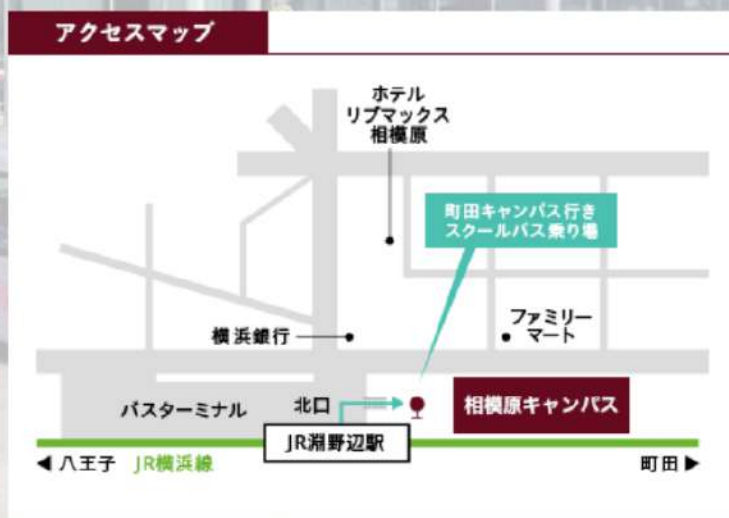 アクセスマップ
ホテル
リブマックス
相模原
町田キャンパス行き
スクールバス乗り場
横浜銀行
ファミリー
マート
バスターミナル
北口
相模原キャンパス
JR淵野辺駅
◀ 八王子 JR横浜線
町田 ▶